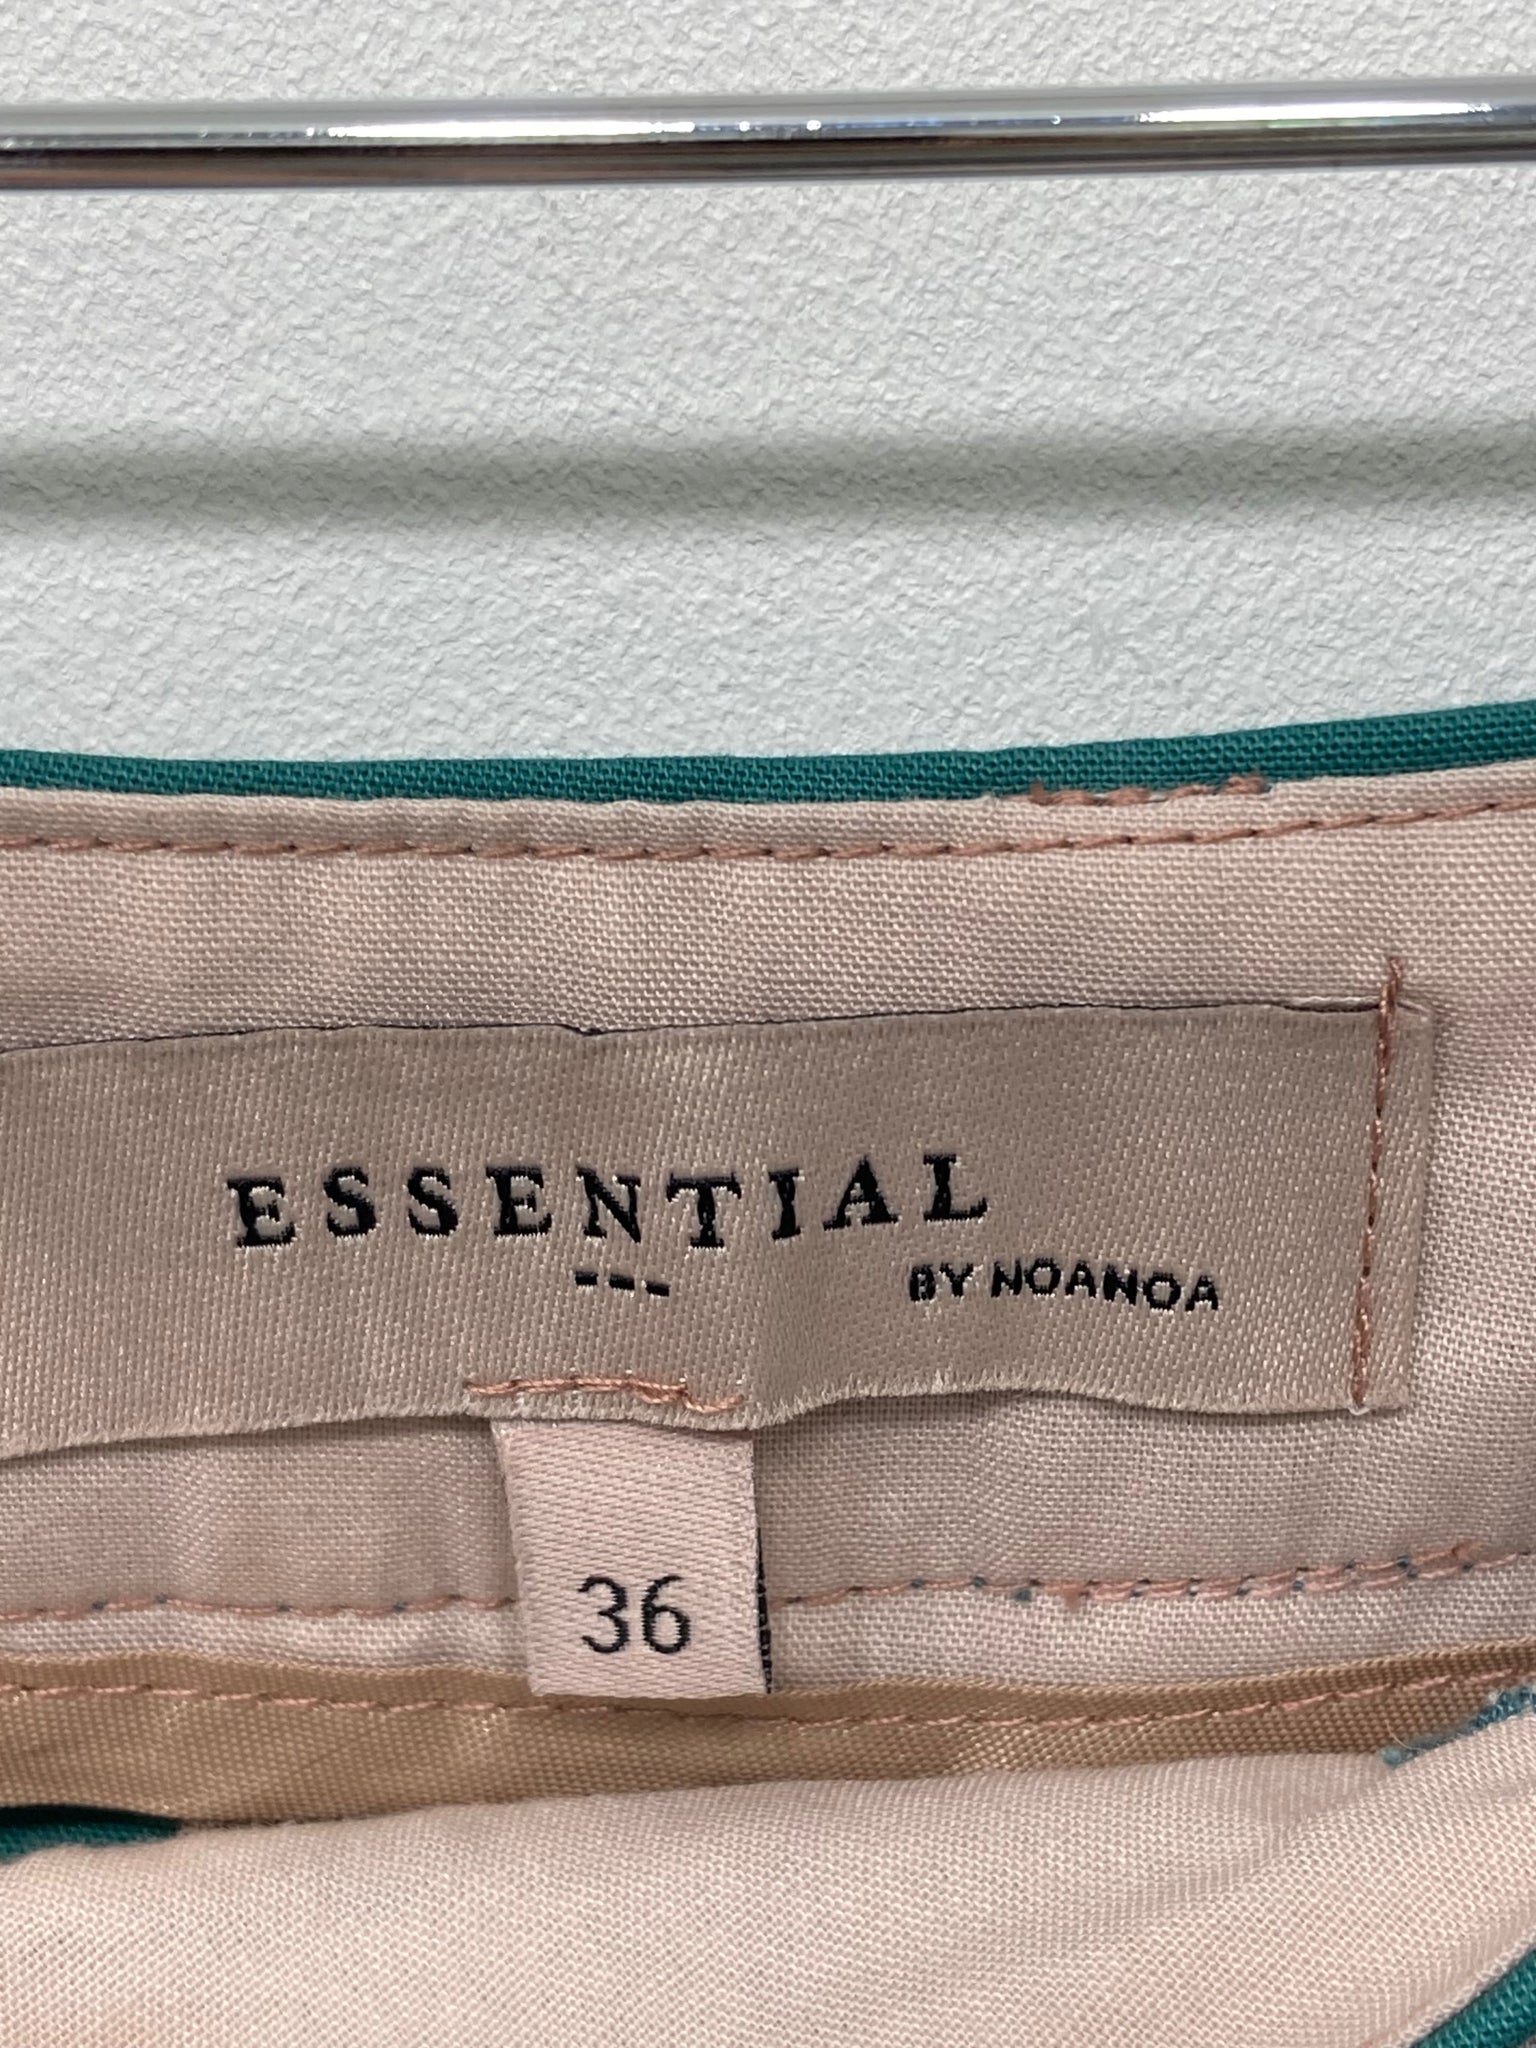 ESSENTIAL
---
BY NOANOA
36